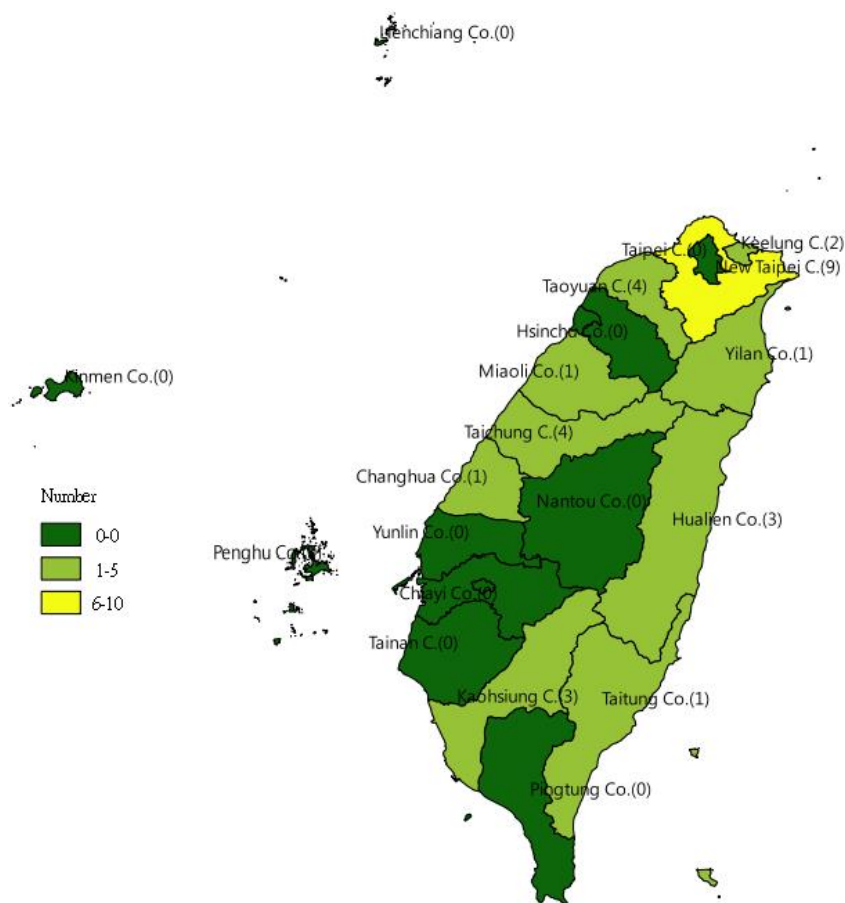 Lienchiang Co.(0)
Taipei C.(0)
Keelung C.(2)
New Taipei C.(9)
Taoyuan C.(4)
Hsinchu Co.(0)
Yilan Co.(1)
Kinmen Co.(0)
Miaoli Co.(1)
Taichung C.(4)
Changhua Co.(1)
Nantou Co.(0)
Hualien Co.(3)
Number
0-0
1-5
6-10
Yunlin Co.(0)
Penghu
Chiayi Co.(0)
Tainan C.(0)
Kaohsiung C.(3)
Taitung Co.(1)
Pingtung Co.(0)